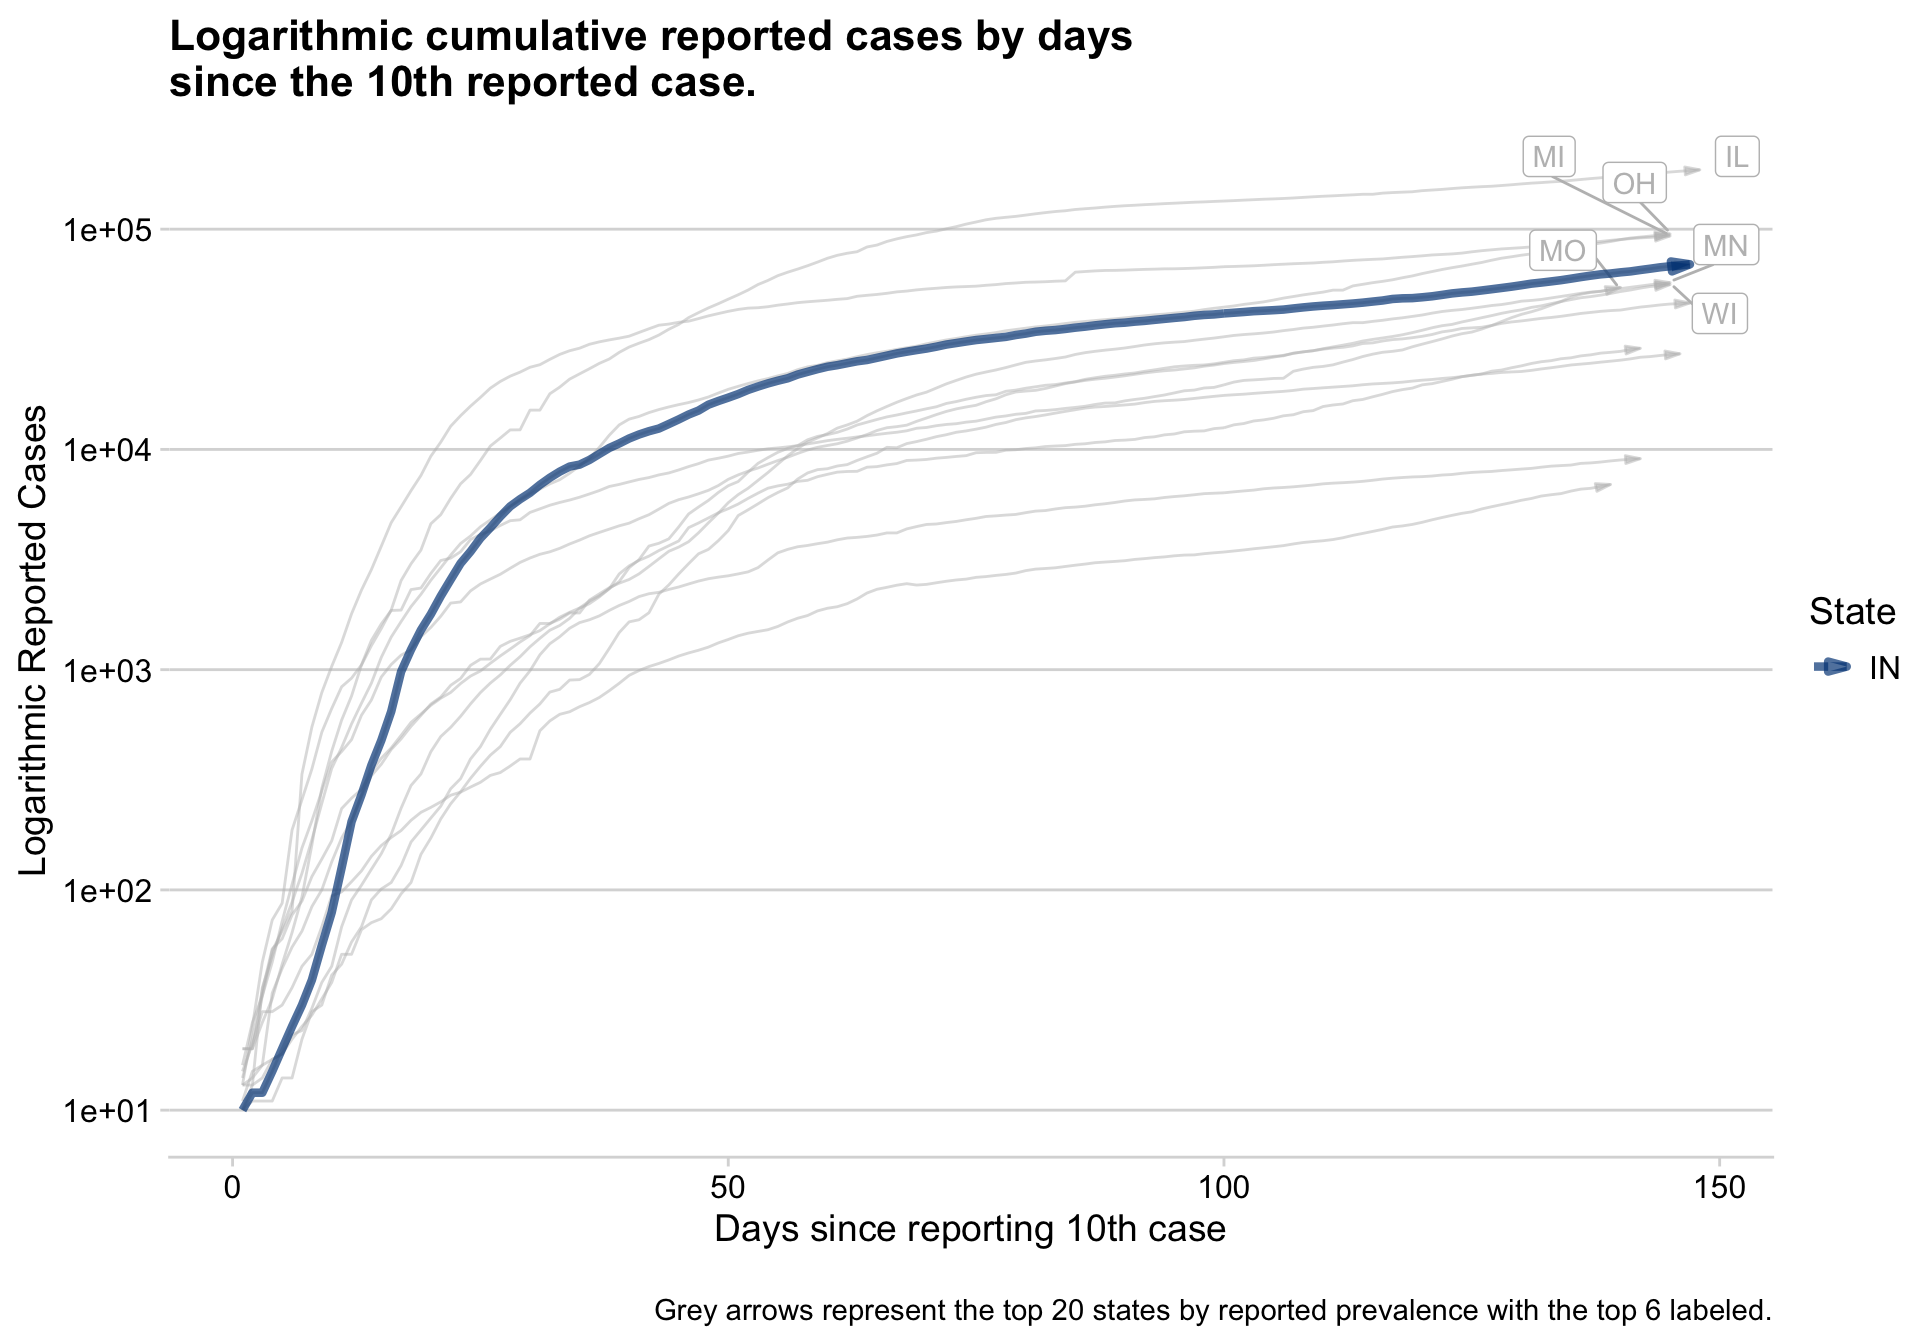 Logarithmic cumulative reported cases by days
since the 10th reported case.
MI
IL
OH
MN
MO
WI
1e+05
1e+04
1e+03
1e+02
1e+01
Logarithmic Reported Cases
State
IN
0 50 100 150
Days since reporting 10th case
Grey arrows represent the top 20 states by reported prevalence with the top 6 labeled.